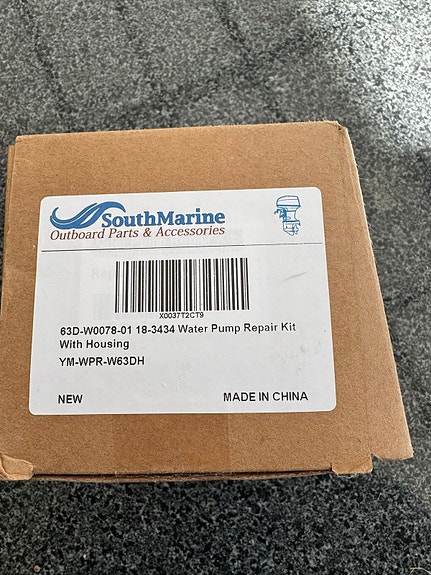 SouthMarine
Outboard Parts & Accessories
X0037T2CT9
63D-W0078-01 18-3434 Water Pump Repair Kit
With Housing
YM-WPR-W63DH
NEW MADE IN CHINA